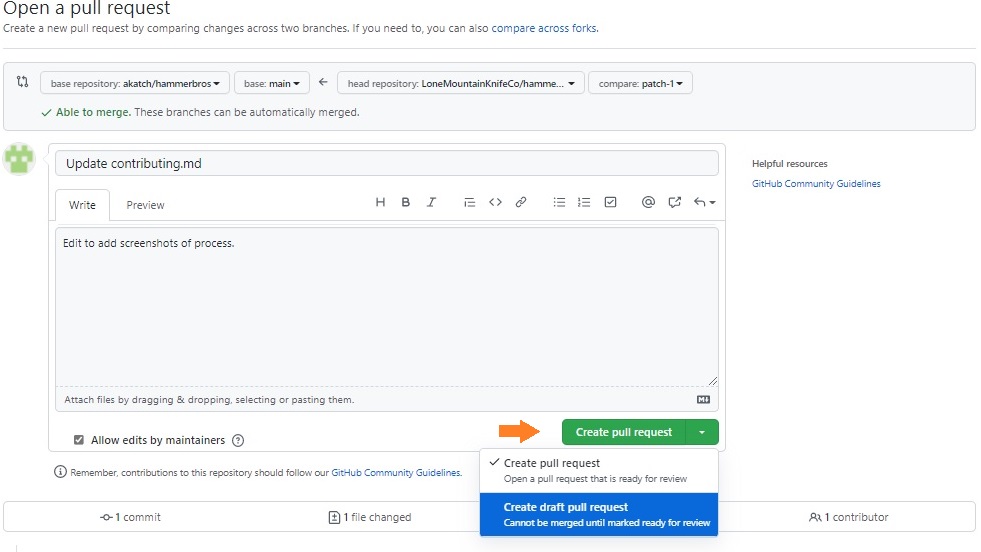 Open a pull request
Create a new pull request by comparing changes across two branches. If you need to, you can also compare across forks.
base repository: akatch/hammerbros
base: main
head repository: LoneMountainKnifeCo/hamme...
compare: patch-1
Able to merge. These branches can be automatically merged.
Update contributing.md
Helpful resources
GitHub Community Guidelines
Write
Preview
H B I
Edit to add screenshots of process.
Attach files by dragging & dropping, selecting or pasting them.
Allow edits by maintainers
Create pull request
Create pull request
Open a pull request that is ready for review
Remember, contributions to this repository should follow our GitHub Community Guidelines.
Create draft pull request
Cannot be merged until marked ready for review
1 commit
1 file changed
1 contributor